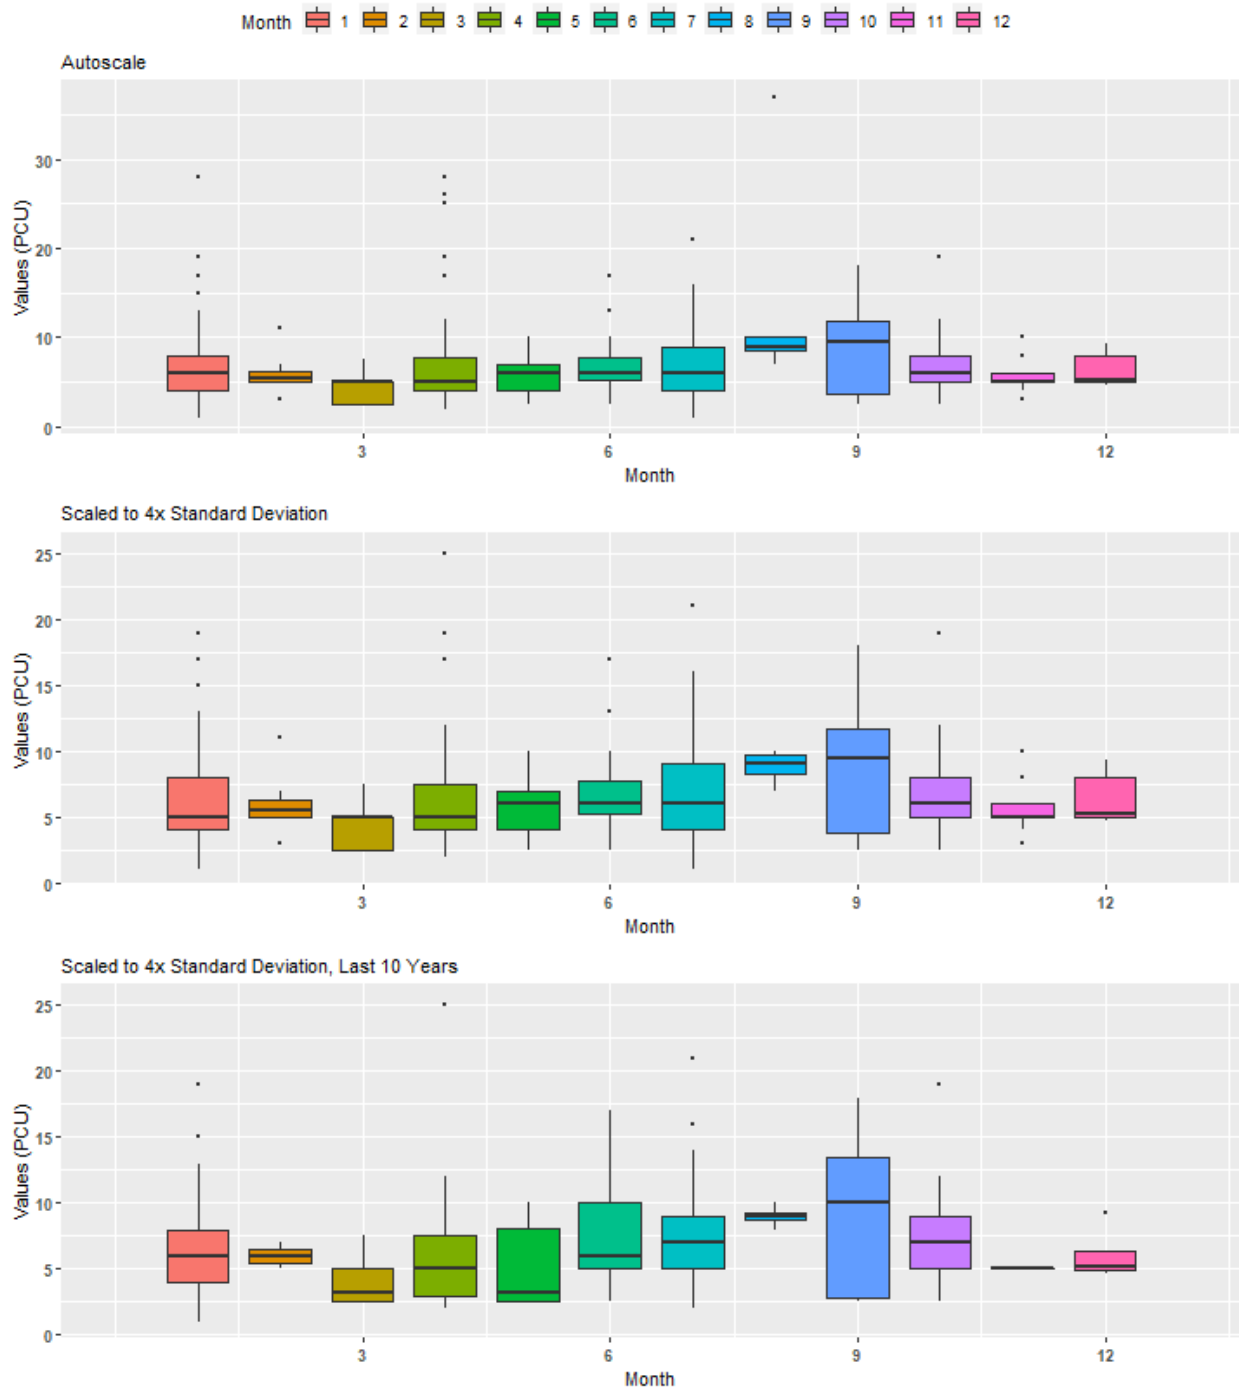 Month 1 2 3 4 5 6 7 8 9 10 11 12
Autoscale
Values (PCU)
30
20
10
0
3 6 9 12
Month
Scaled to 4x Standard Deviation
Values (PCU)
25
20
15
10
5
0
3 6 9 12
Month
Scaled to 4x Standard Deviation, Last 10 Years
Values (PCU)
25
20
15
10
5
0
3 6 9 12
Month